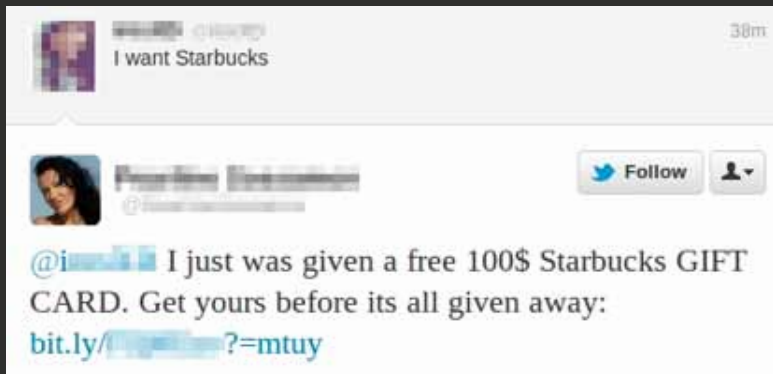 38m
I want Starbucks
Follow
@i I just was given a free 100$ Starbucks GIFT
CARD. Get yours before its all given away:
bit.ly/ ?=mtuy